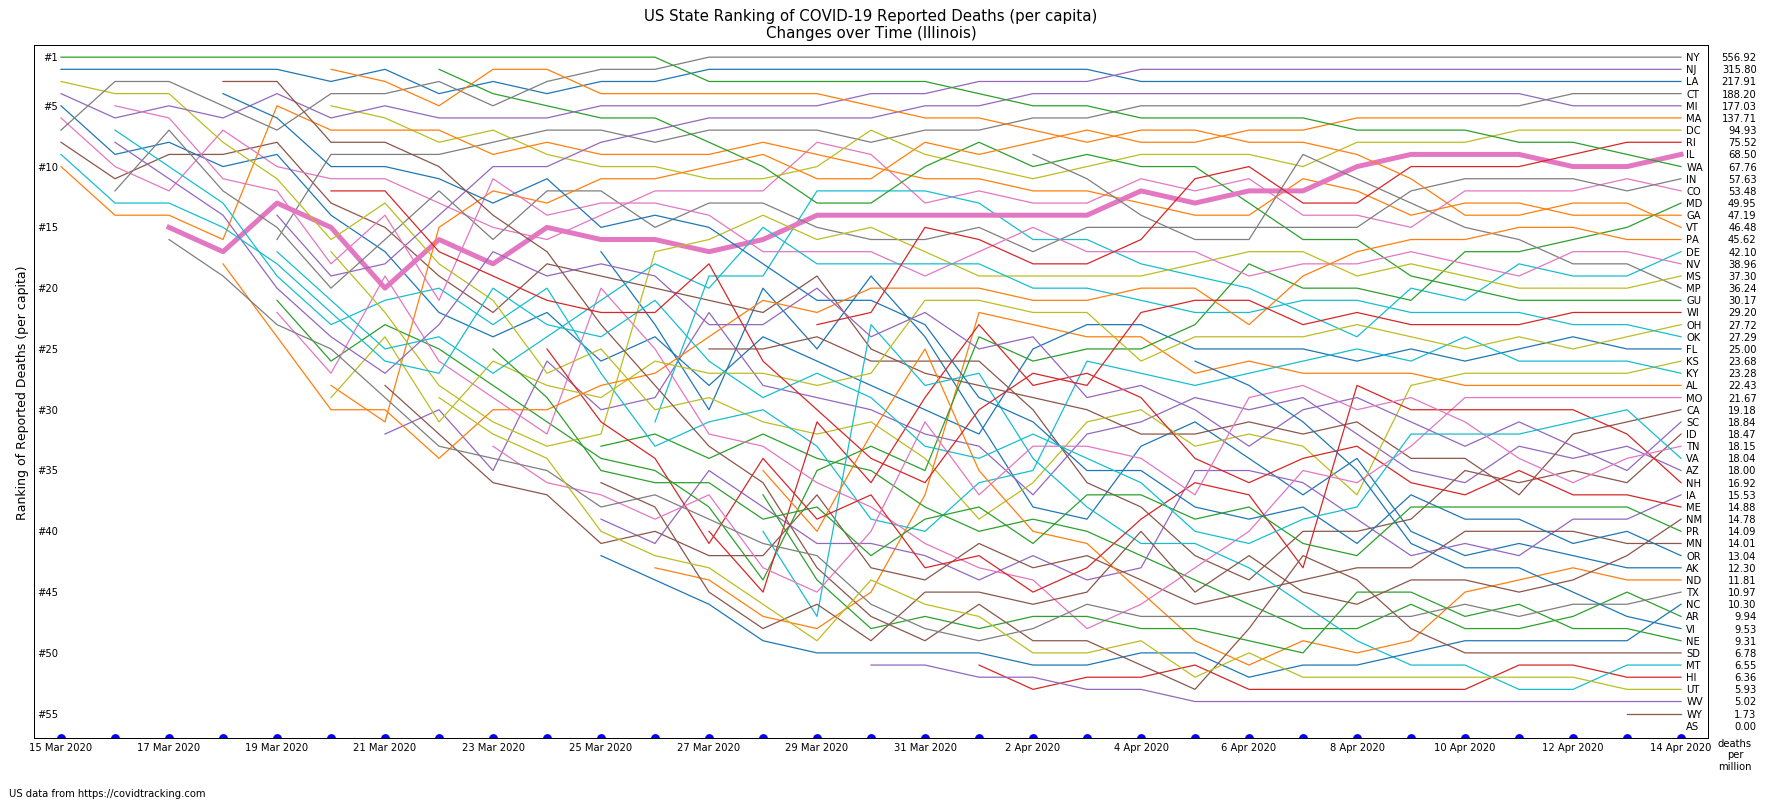 US State Ranking of COVID-19 Reported Deaths (per capita)
Changes over Time (Illinois)
Ranking of Reported Deaths (per capita)
#1
#5
#10
#15
#20
#25
#30
#35
#40
#45
#50
#55
NY 556.92
NJ 315.80
LA 217.91
CT 188.20
MI 177.03
MA 137.71
DC 94.93
RI 75.52
IL 68.50
WA 67.76
IN 57.63
CO 53.48
MD 49.95
GA 47.19
VT 46.48
PA 45.62
DE 42.10
NV 38.96
MS 37.30
MP 36.24
GU 30.17
WI 29.20
OH 27.72
OK 27.29
FL 25.00
KS 23.68
KY 23.28
AL 22.43
MO 21.67
CA 19.18
SC 18.84
ID 18.47
TN 18.15
VA 18.04
AZ 18.00
NH 16.92
IA 15.53
ME 14.88
NM 14.78
PR 14.09
MN 14.01
OR 13.04
AK 12.30
ND 11.81
TX 10.97
NC 10.30
AR 9.94
VI 9.53
NE 9.31
SD 6.78
MT 6.55
HI 6.36
UT 5.93
WV 5.02
WY 1.73
AS 0.00
15 Mar 2020 17 Mar 2020 19 Mar 2020 21 Mar 2020 23 Mar 2020 25 Mar 2020 27 Mar 2020 29 Mar 2020 31 Mar 2020 2 Apr 2020 4 Apr 2020 6 Apr 2020 8 Apr 2020 10 Apr 2020 12 Apr 2020 14 Apr 2020
deaths
per
million
US data from https://covidtracking.com